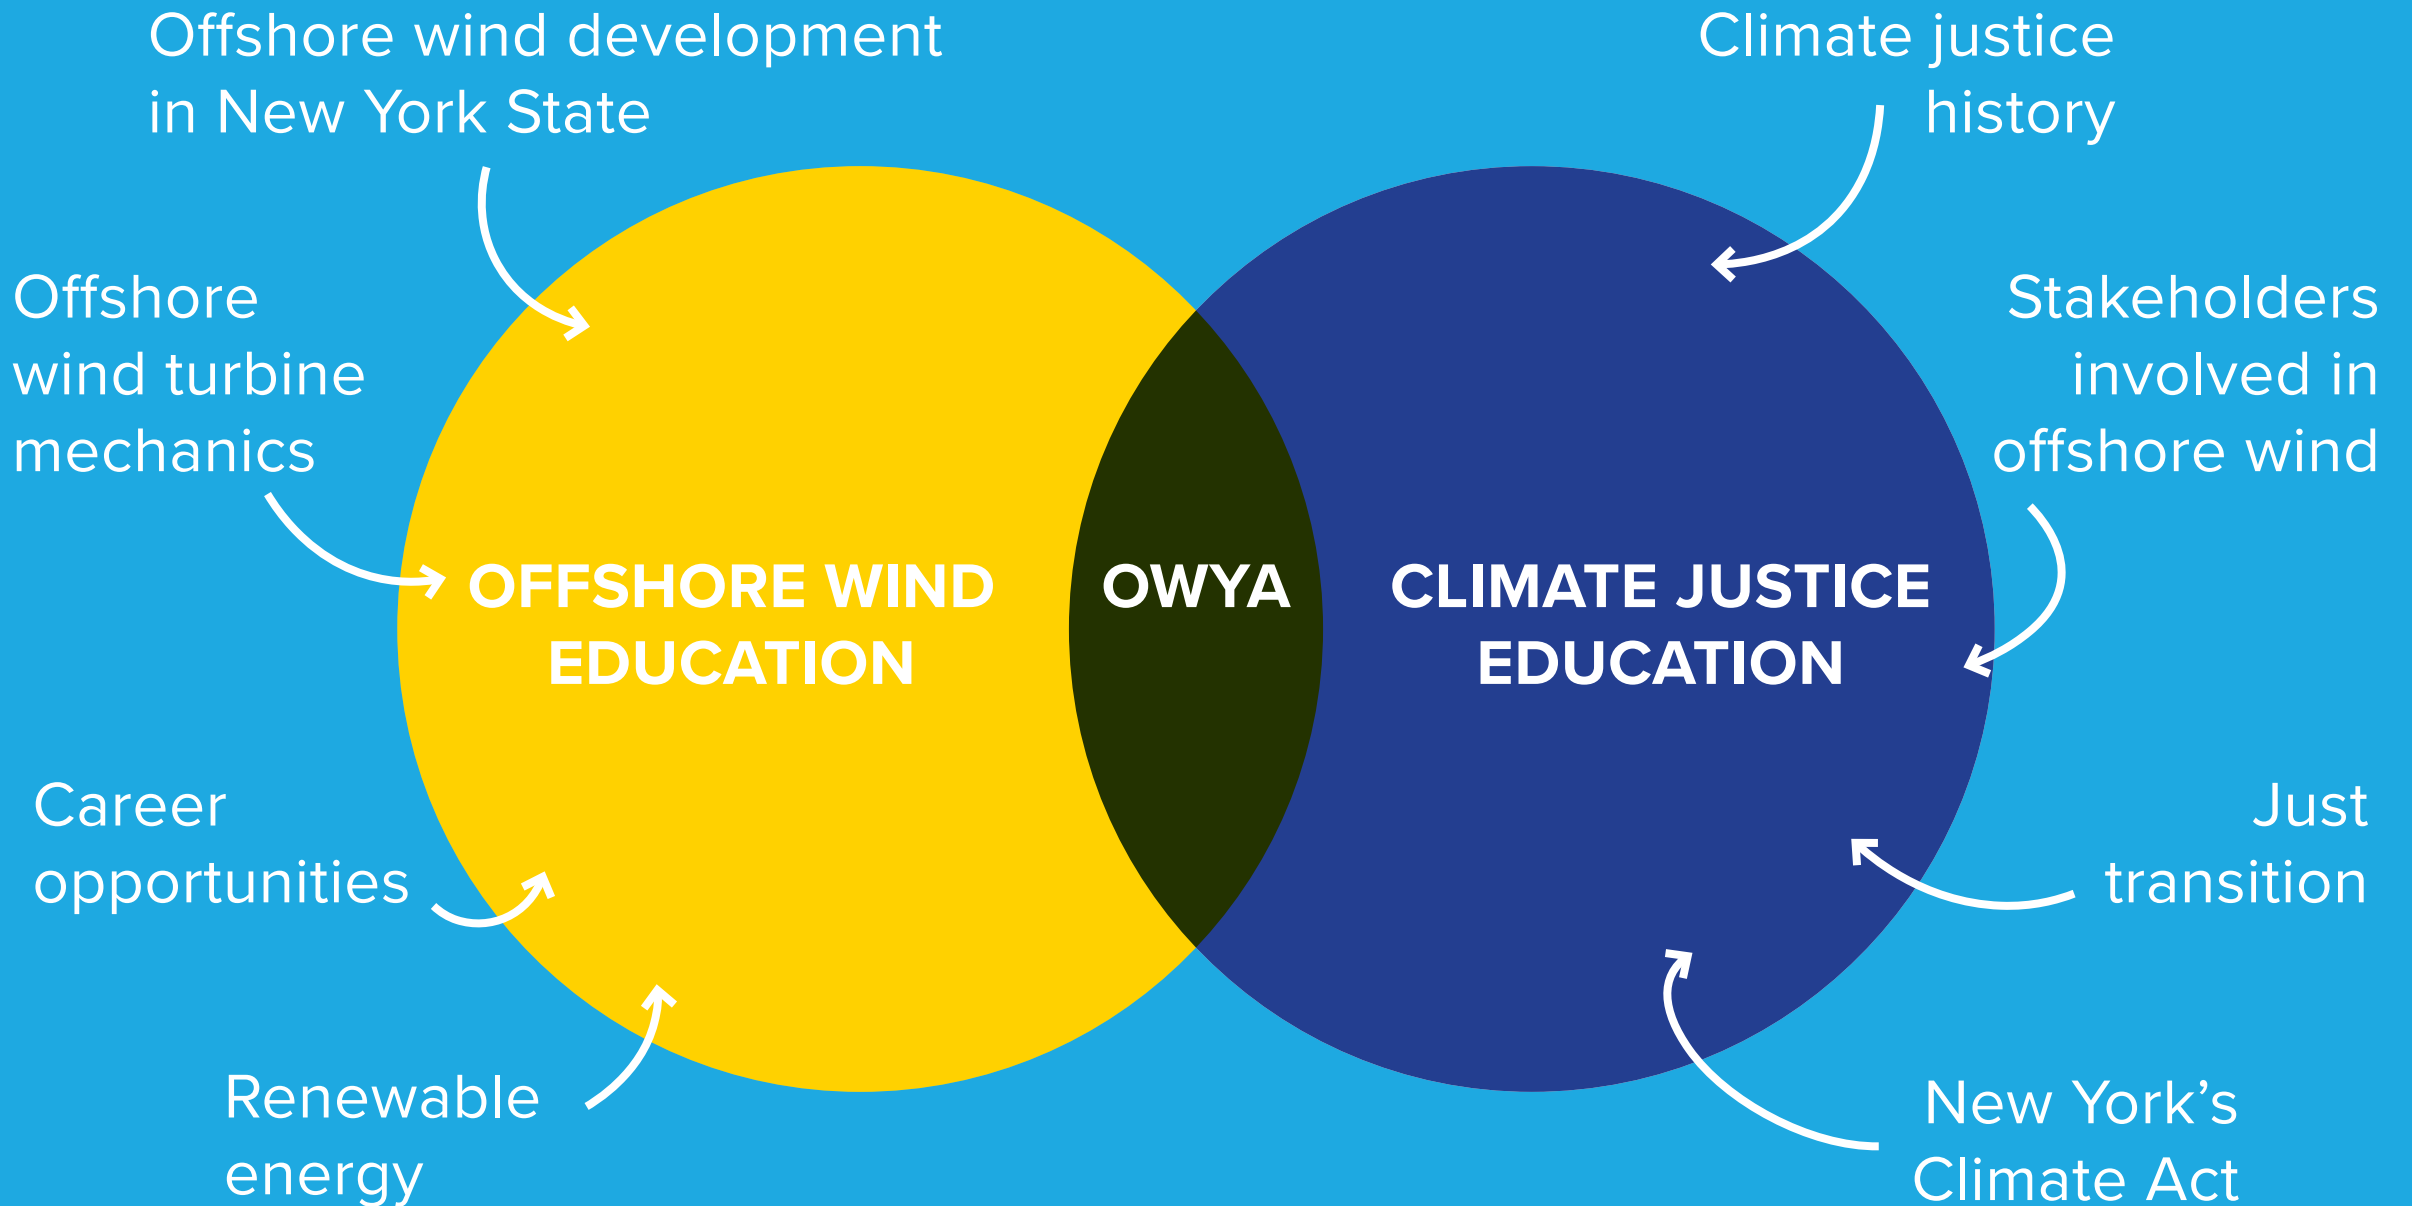 Offshore wind development
in New York State
Offshore
wind turbine
mechanics
OFFSHORE WIND
EDUCATION
Career
opportunities
Renewable
energy
OWYA
Climate justice
history
Stakeholders
involved in
offshore wind
CLIMATE JUSTICE
EDUCATION
Just
transition
New York’s
Climate Act